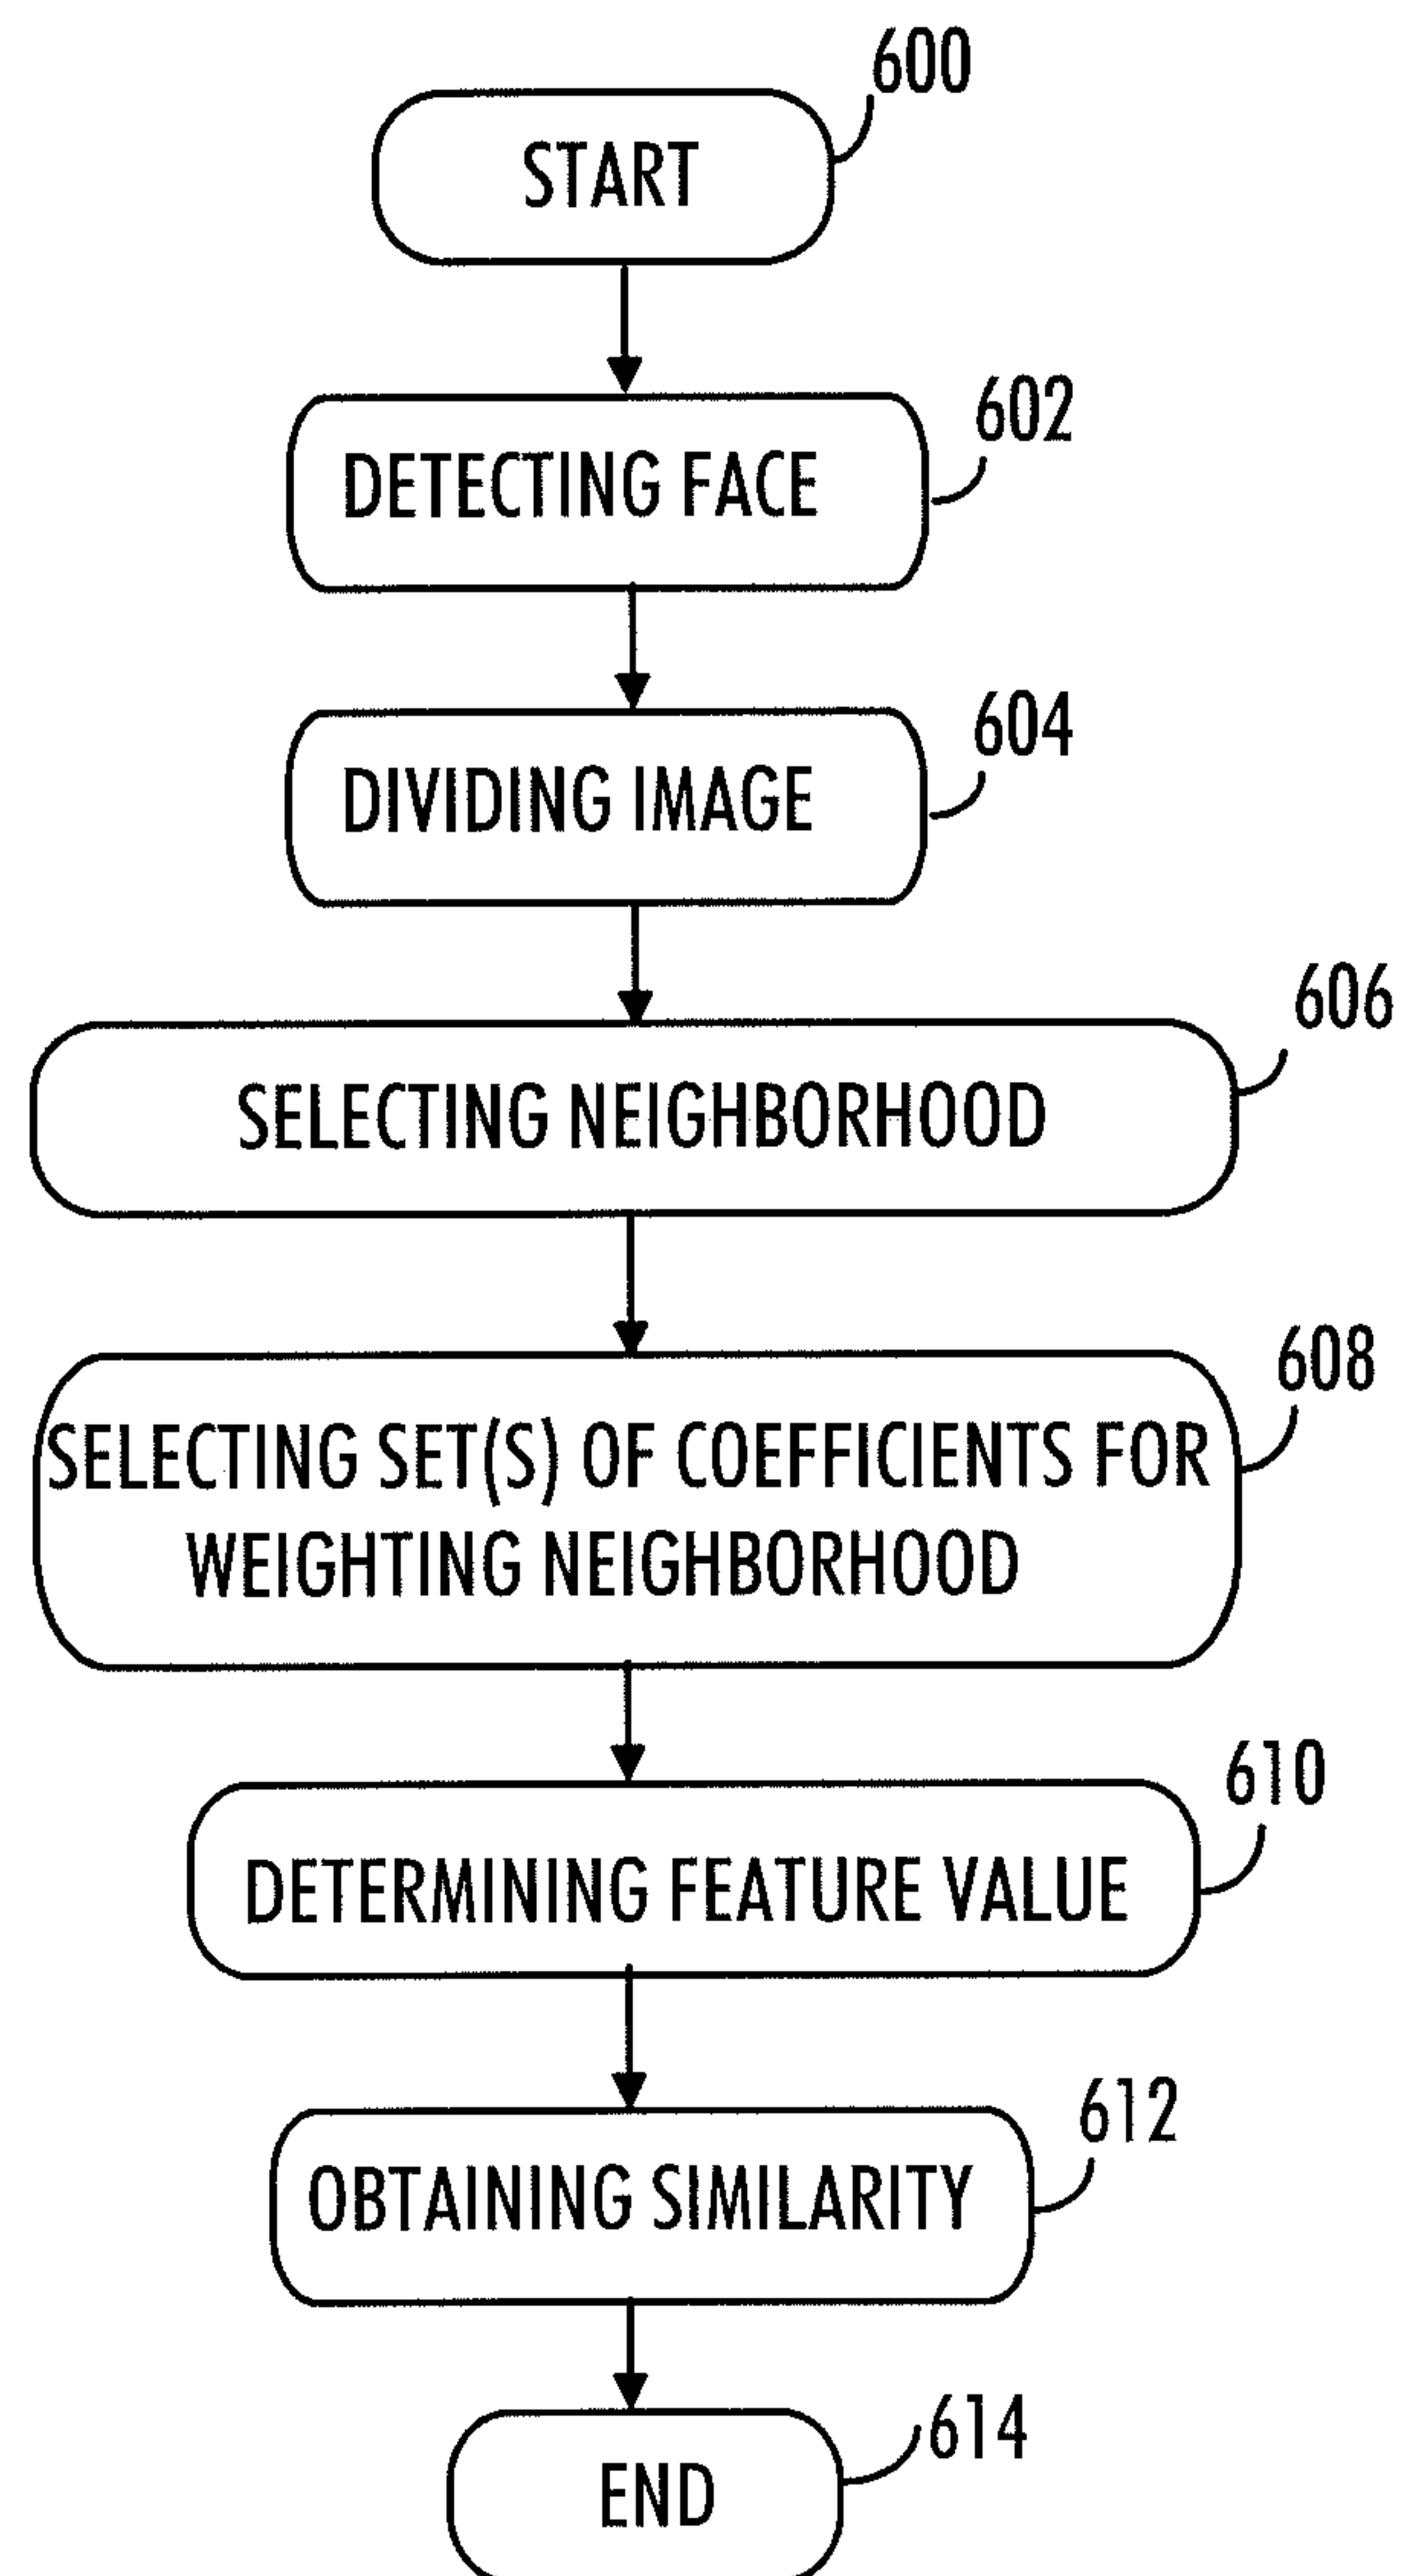 600
START
602
DETECTING FACE
604
DIVIDING IMAGE
606
SELECTING NEIGHBORHOOD
608
SELECTING SET(S) OF COEFFICIENTS FOR
WEIGHTING NEIGHBORHOOD
610
DETERMINING FEATURE VALUE
612
OBTAINING SIMILARITY
614
END